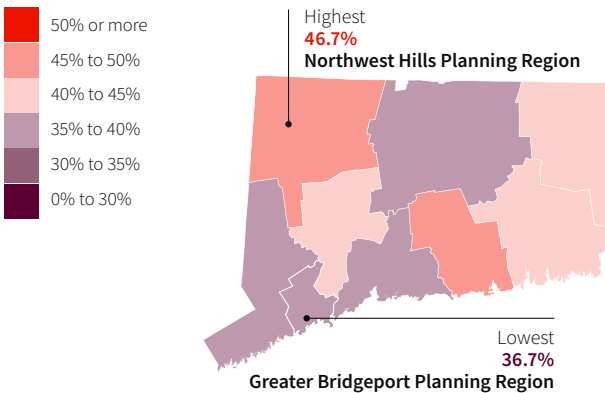 50% or more
45% to 50%
40% to 45%
35% to 40%
30% to 35%
0% to 30%
Highest
46.7%
Northwest Hills Planning Region
Lowest
36.7%
Greater Bridgeport Planning Region